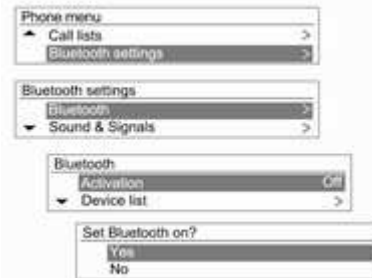 Phone menu
Call lists >
Bluetooth settings >
Bluetooth settings
Bluetooth >
Sound & Signals >
Bluetooth
Activation Off
Device list >
Set Bluetooth on?
Yes
No